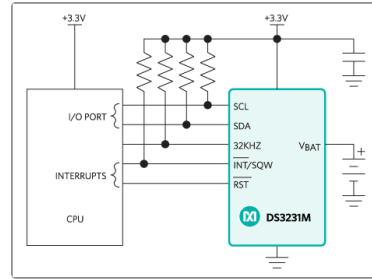 +3.3V
+3.3V
I/O PORT
SCL
SDA
32KHZ
VBAT
+
INTERRUPTS
INT/SQW
RST
CPU
DS3231M